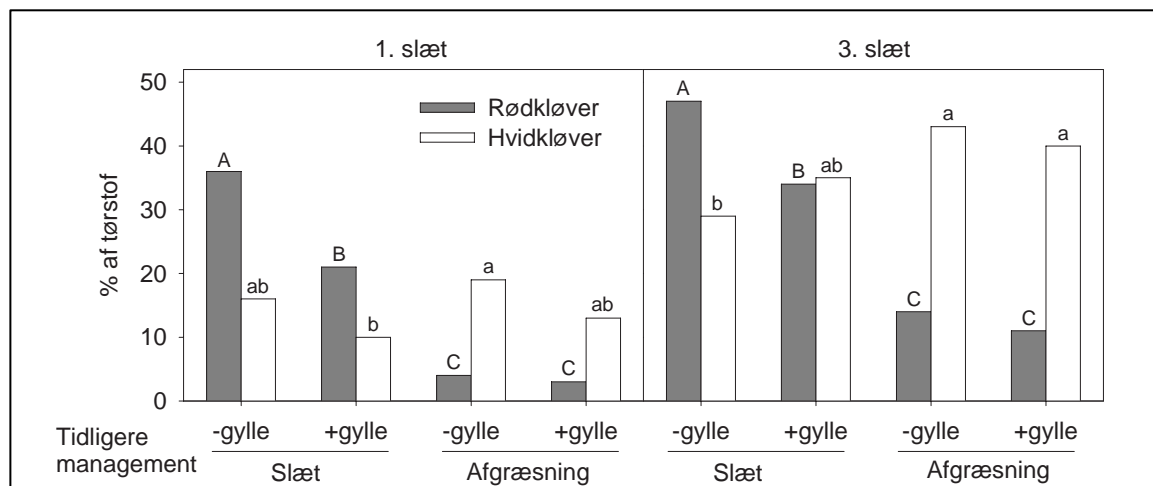 1. slæt 3. slæt
50
40
30
20
10
0
% af tørstof
Rødkløver
Hvidkløver
A ab B b C a C ab
A b B ab C a C a
-gylle +gylle -gylle +gylle -gylle +gylle -gylle +gylle
Tidligere
management
Slæt Afgræsning Slæt Afgræsning